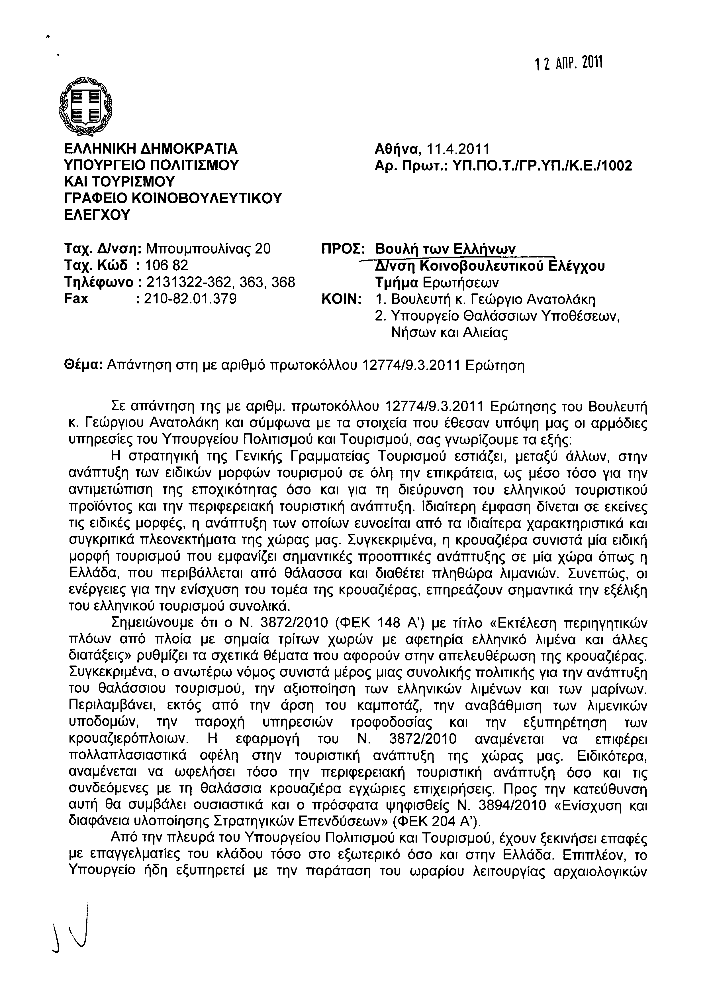 12 ΑΠΡ. 2011
ΕΛΛΗΝΙΚΗ ΔΗΜΟΚΡΑΤΙΑ
ΥΠΟΥΡΓΕΙΟ ΠΟΛΙΤΙΣΜΟΥ
ΚΑΙ ΤΟΥΡΙΣΜΟΥ
ΓΡΑΦΕΙΟ ΚΟΙΝΟΒΟΥΛΕΥΤΙΚΟΥ
ΕΛΕΓΧΟΥ
Αθήνα, 11.4.2011
Αρ. Πρωτ.: ΥΠ.ΠΟ.Τ./ΓΡ.ΥΠ./Κ.Ε./1002
Ταχ. Δ/νση: Μπουμπουλίνας 20
Ταχ. Κώδ : 106 82
Τηλέφωνο : 2131322-362, 363, 368
Fax : 210-82.01.379
ΠΡΟΣ: Βουλή των Ελλήνων
Δ/νση Κοινοβουλευτικού Ελέγχου
Τμήμα Ερωτήσεων
ΚΟΙΝ: 1. Βουλευτή κ. Γεώργιο Ανατολάκη
2. Υπουργείο Θαλάσσιων Υποθέσεων,
Νήσων και Αλιείας
Θέμα: Απάντηση στη με αριθμό πρωτοκόλλου 12774/9.3.2011 Ερώτηση
Σε απάντηση της με αριθμ. πρωτοκόλλου 12774/9.3.2011 Ερώτησης του Βουλευτή
κ. Γεώργιου Ανατολάκη και σύμφωνα με τα στοιχεία που έθεσαν υπόψη μας οι αρμόδιες
υπηρεσίες του Υπουργείου Πολιτισμού και Τουρισμού, σας γνωρίζουμε τα εξής:
Η στρατηγική της Γενικής Γραμματείας Τουρισμού εστιάζει, μεταξύ άλλων, στην
ανάπτυξη των ειδικών μορφών τουρισμού σε όλη την επικράτεια, ως μέσο τόσο για την
αντιμετώπιση της εποχικότητας όσο και για τη διεύρυνση του ελληνικού τουριστικού
προϊόντος και την περιφερειακή τουριστική ανάπτυξη. Ιδιαίτερη έμφαση δίνεται σε εκείνες
τις ειδικές μορφές, η ανάπτυξη των οποίων ευνοείται από τα ιδιαίτερα χαρακτηριστικά και
συγκριτικά πλεονεκτήματα της χώρας μας. Συγκεκριμένα, η κρουαζιέρα συνιστά μία ειδική
μορφή τουρισμού που εμφανίζει σημαντικές προοπτικές ανάπτυξης σε μία χώρα όπως η
Ελλάδα, που περιβάλλεται από θάλασσα και διαθέτει πληθώρα λιμανιών. Συνεπώς, οι
ενέργειες για την ενίσχυση του τομέα της κρουαζιέρας, επηρεάζουν σημαντικά την εξέλιξη
του ελληνικού τουρισμού συνολικά.
Σημειώνουμε ότι ο Ν. 3872/2010 (ΦΕΚ 148 Α’) με τίτλο «Εκτέλεση περιηγητικών
πλόων από πλοία με σημαία τρίτων χωρών με αφετηρία ελληνικό λιμένα και άλλες
διατάξεις» ρυθμίζει τα σχετικά θέματα που αφορούν στην απελευθέρωση της κρουαζιέρας.
Συγκεκριμένα, ο ανωτέρω νόμος συνιστά μέρος μιας συνολικής πολιτικής για την ανάπτυξη
του θαλάσσιου τουρισμού, την αξιοποίηση των ελληνικών λιμένων και των μαρίνων.
Περιλαμβάνει, εκτός από την άρση του καμποτάζ, την αναβάθμιση των λιμενικών
υποδομών, την παροχή υπηρεσιών τροφοδοσίας και την εξυπηρέτηση των
κρουαζιερόπλοιων. Η εφαρμογή του Ν. 3872/2010 αναμένεται να επιφέρει
πολλαπλασιαστικά οφέλη στην τουριστική ανάπτυξη της χώρας μας. Ειδικότερα,
αναμένεται να ωφελήσει τόσο την περιφερειακή τουριστική ανάπτυξη όσο και τις
συνδεόμενες με τη θαλάσσια κρουαζιέρα εγχώριες επιχειρήσεις. Προς την κατεύθυνση
αυτή θα συμβάλει ουσιαστικά και ο πρόσφατα ψηφισθείς Ν. 3894/2010 «Ενίσχυση και
διαφάνεια υλοποίησης Στρατηγικών Επενδύσεων» (ΦΕΚ 204 Α’).
Από την πλευρά του Υπουργείου Πολιτισμού και Τουρισμού, έχουν ξεκινήσει επαφές
με επαγγελματίες του κλάδου τόσο στο εξωτερικό όσο και στην Ελλάδα. Επιπλέον, το
Υπουργείο ήδη εξυπηρετεί με την παράταση του ωραρίου λειτουργίας αρχαιολογικών